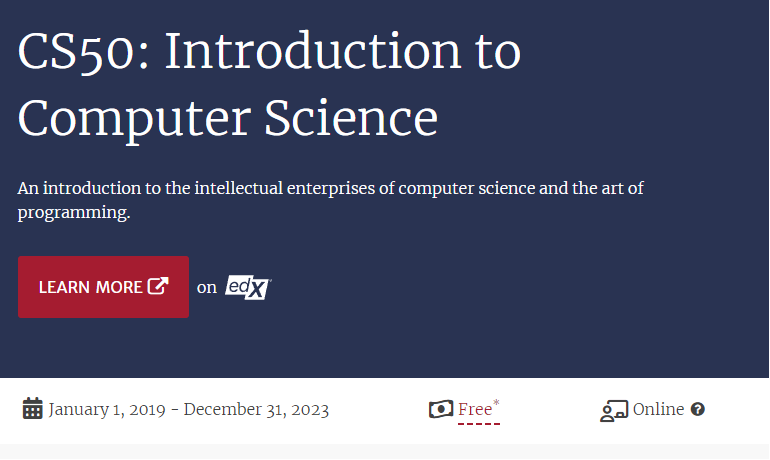 CS50: Introduction to
Computer Science
An introduction to the intellectual enterprises of computer science and the art of
programming.
LEARN MORE on edX
January 1, 2019 - December 31, 2023 Free* Online ?